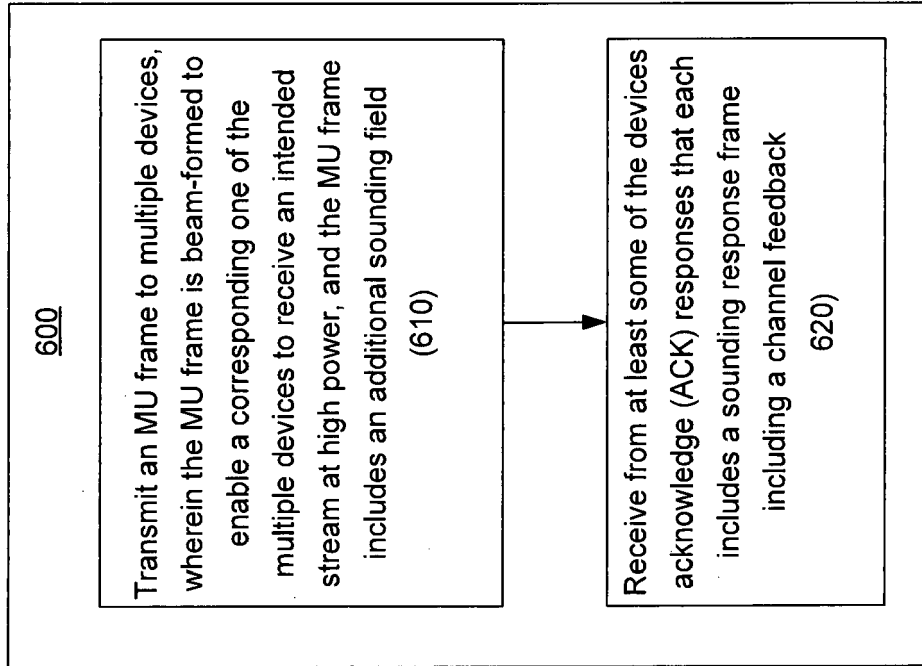 600
Transmit an MU frame to multiple devices,
wherein the MU frame is beam-formed to
enable a corresponding one of the
multiple devices to receive an intended
stream at high power, and the MU frame
includes an additional sounding field
(610)
Receive from at least some of the devices
acknowledge (ACK) responses that each
includes a sounding response frame
including a channel feedback
620)